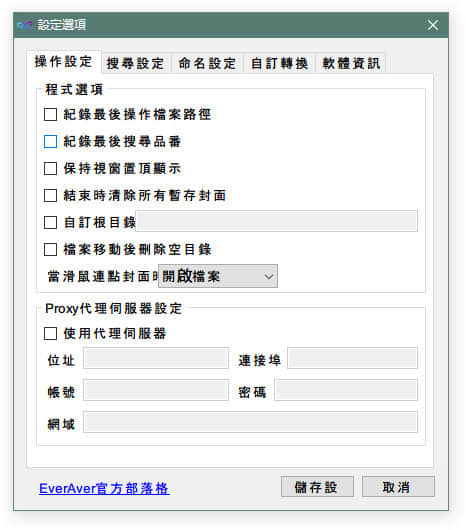 設定選項
操作設定 搜尋設定 命名設定 自訂轉換 軟體資訊
程式選項
紀錄最後操作檔案路徑
紀錄最後搜尋品番
保持視窗置頂顯示
結束時清除所有暫存封面
自訂根目錄
檔案移動後刪除空目錄
當滑鼠連點封面時 開啟檔案
Proxy代理伺服器設定
使用代理伺服器
位址 連接埠
帳號 密碼
網域
EverAver官方部落格 儲存設 取消